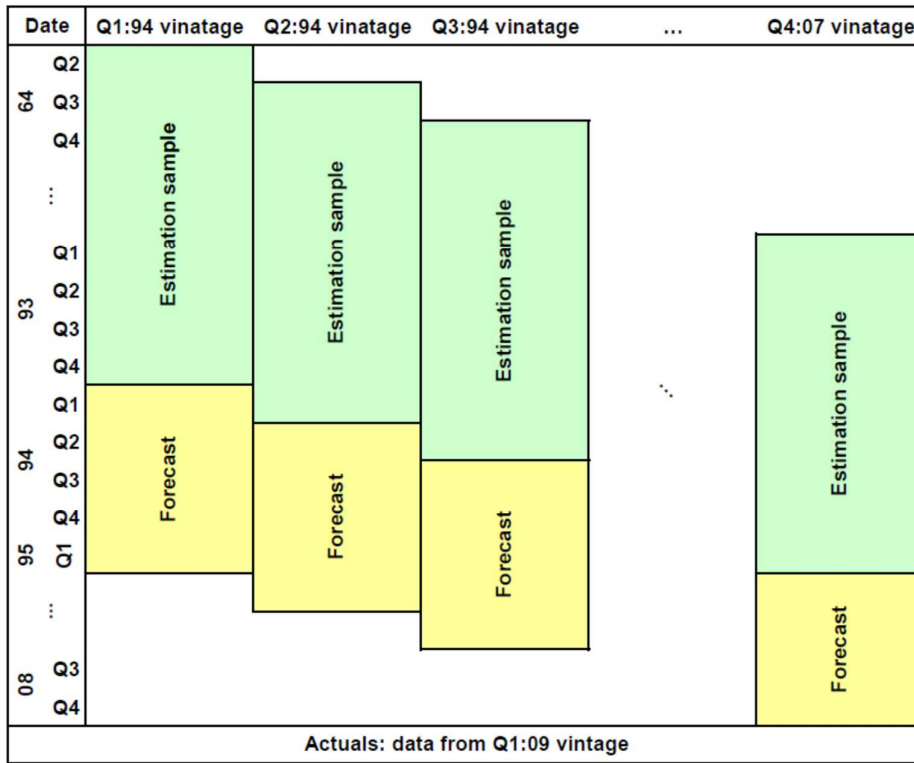 Date Q1:94 vinatage Q2:94 vinatage Q3:94 vinatage ... Q4:07 vinatage
64
Q2
Q3
Q4
...
93
Q1
Q2
Q3
Q4
94
Q1
Q2
Q3
Q4
95
Q1
...
08
Q3
Q4
Estimation sample
Forecast
Estimation sample
Forecast
Estimation sample
Forecast
...
Estimation sample
Forecast
Actuals: data from Q1:09 vintage